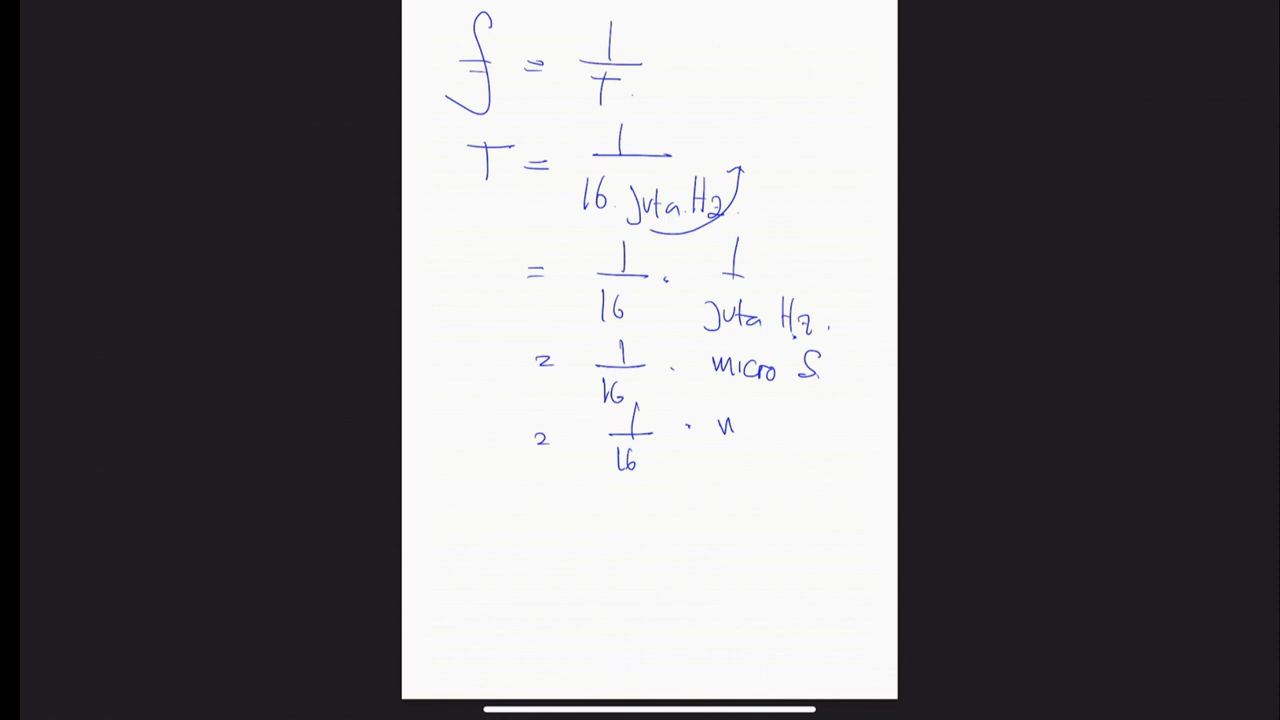 f = 1/T.
T = 1/16. juta. Hz.
= 1/16 . 1/Juta Hz.
= 1/16 . micro S
= 1/16 . n